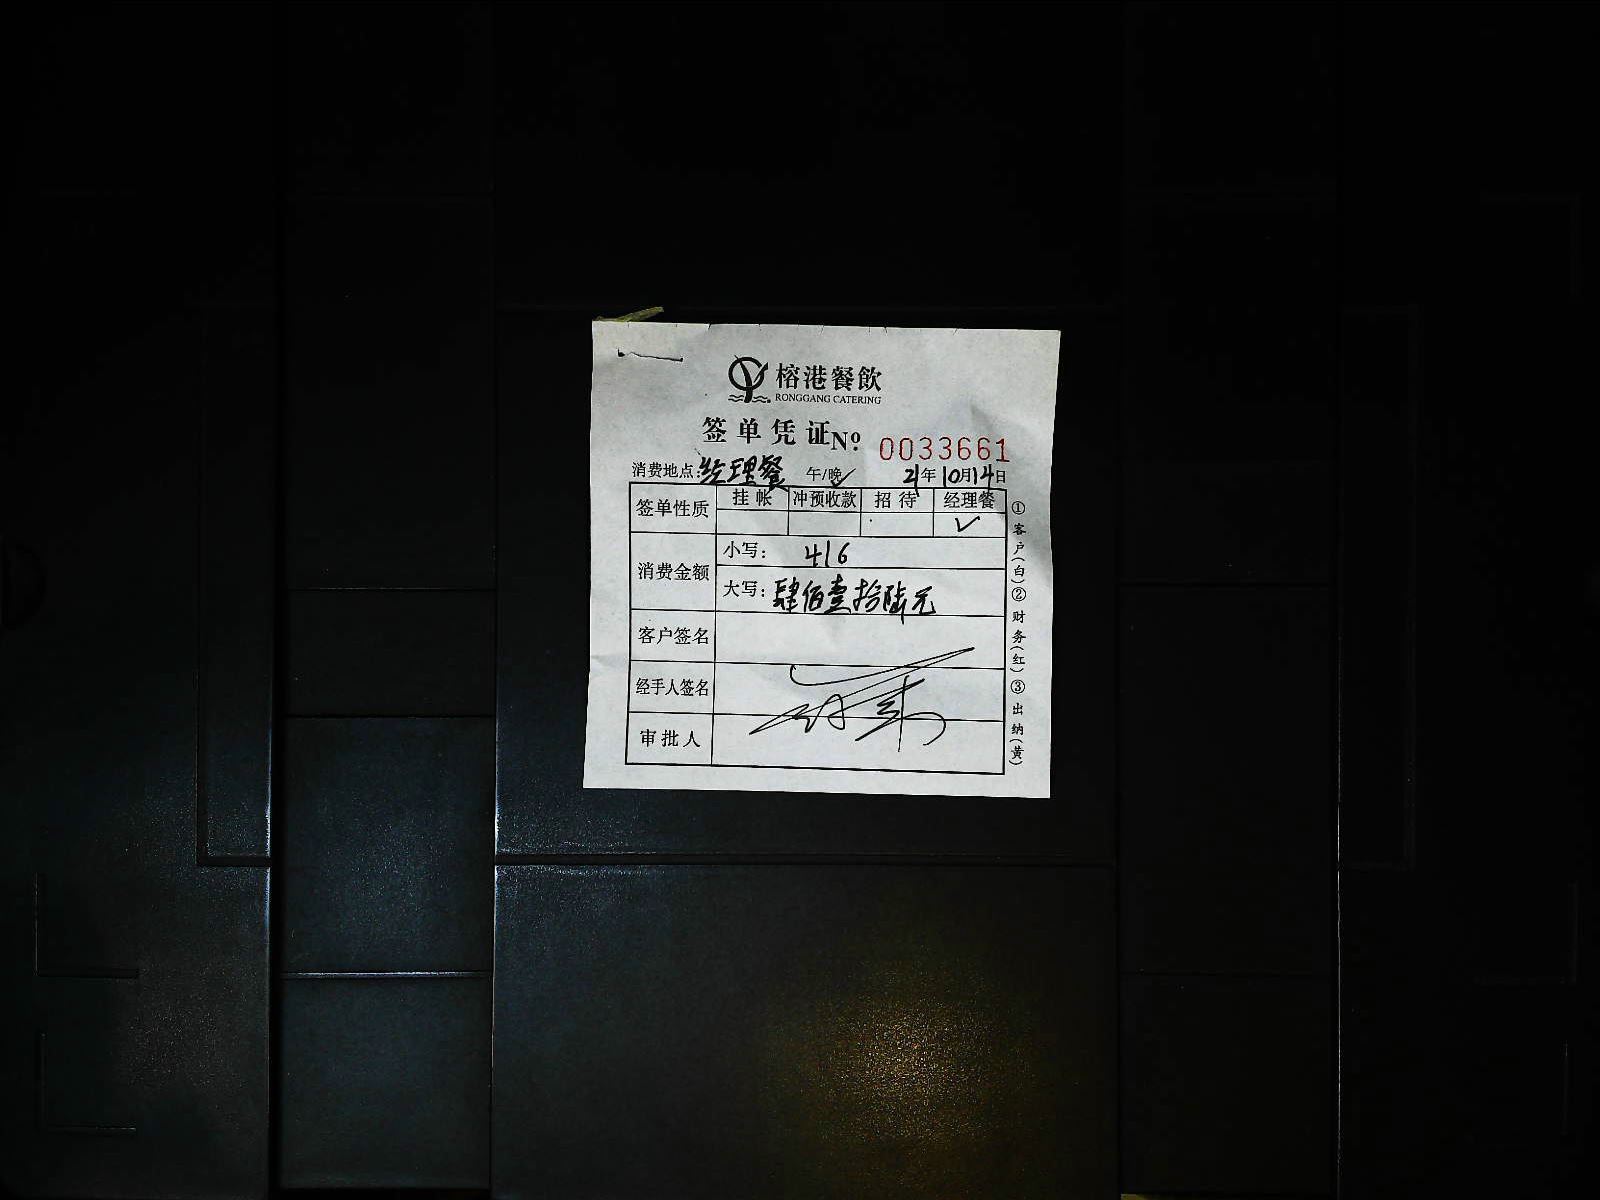 榕港餐飲
RONGGANG CATERING
签单凭证 Nº 0033661
消费地点:经理餐 午/晚✓ 21年10月14日
签单性质 挂帐 冲预收款 招待 经理餐
✓
消费金额 小写: 416
大写: 肆佰壹拾陆元
客户签名
经手人签名
审批人
①客户(白)②财务(红)③出纳(黄)